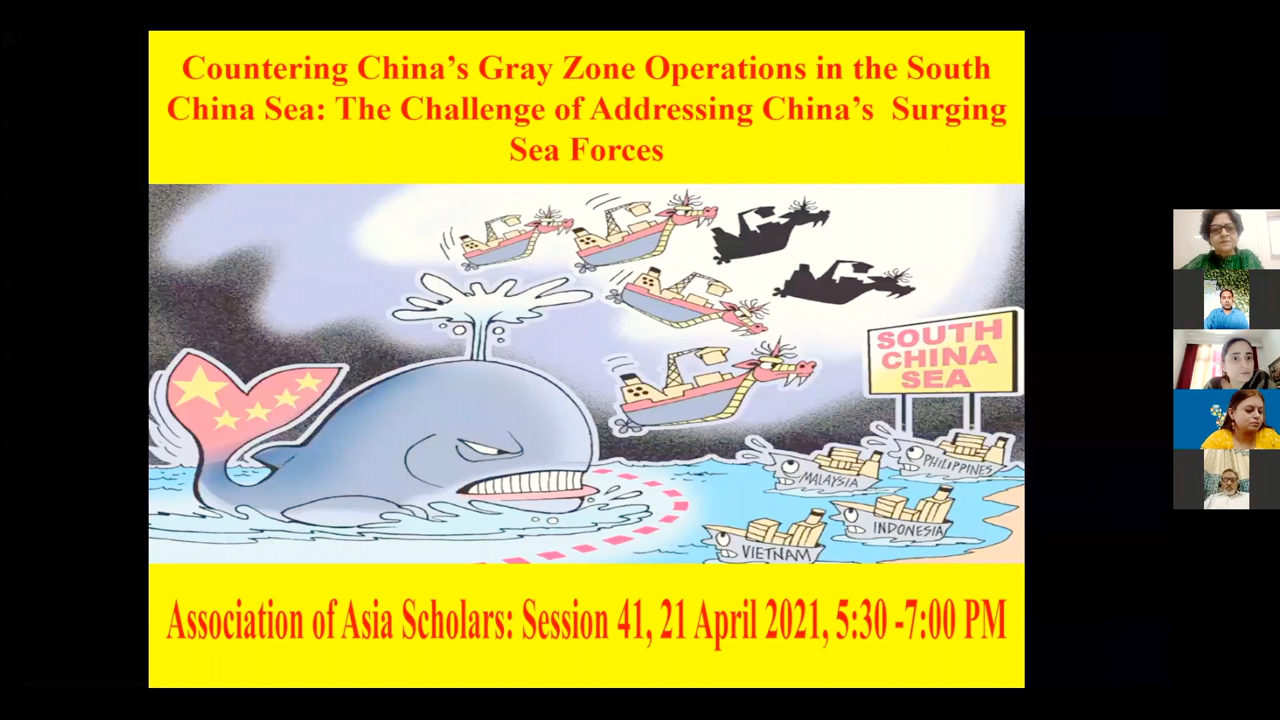 Countering China’s Gray Zone Operations in the South
China Sea: The Challenge of Addressing China’s  Surging
Sea Forces
SOUTH
CHINA
SEA
PHILIPPINES
MALAYSIA
INDONESIA
VIETNAM
Association of Asia Scholars: Session 41, 21 April 2021, 5:30 -7:00 PM